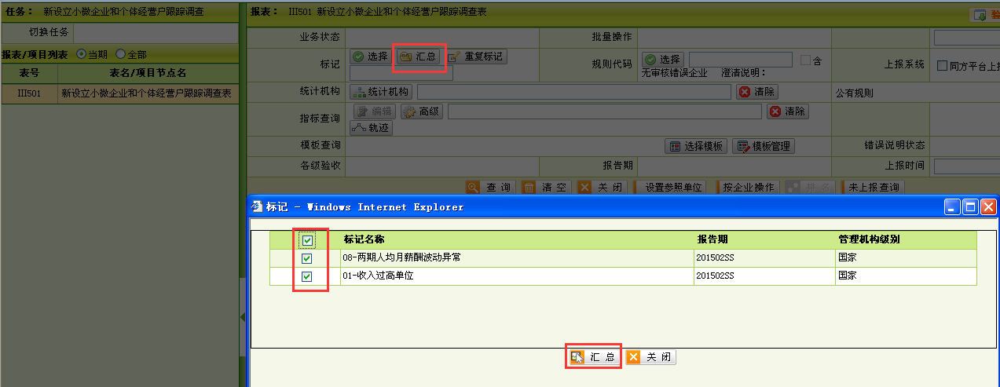 任务： 新设立小微企业和个体经营户跟踪调查
切换任务
报表/项目列表 当期 全部
表号 表名/项目节点名
III501 新设立小微企业和个体经营户跟踪调查表
报表： III501 新设立小微企业和个体经营户跟踪调查表
业务状态 批量操作
标记 选择 汇总 重复标记 规则代码 选择 含 上报系统 同方平台上
无审核错误企业 澄清说明：
统计机构 统计机构 清除 公有规则
指标查询 编辑 高级 清除
轨迹
模板查询 选择模板 模板管理 错误说明状态
各级验收 报告期 上报时间
查 询 清 空 关 闭 设置参照单位 按企业操作 排 名 未上报查询
标记 - Windows Internet Explorer
标记名称 报告期 管理机构级别
08-两期人均月薪酬波动异常 201502SS 国家
01-收入过高单位 201502SS 国家
汇 总 关 闭